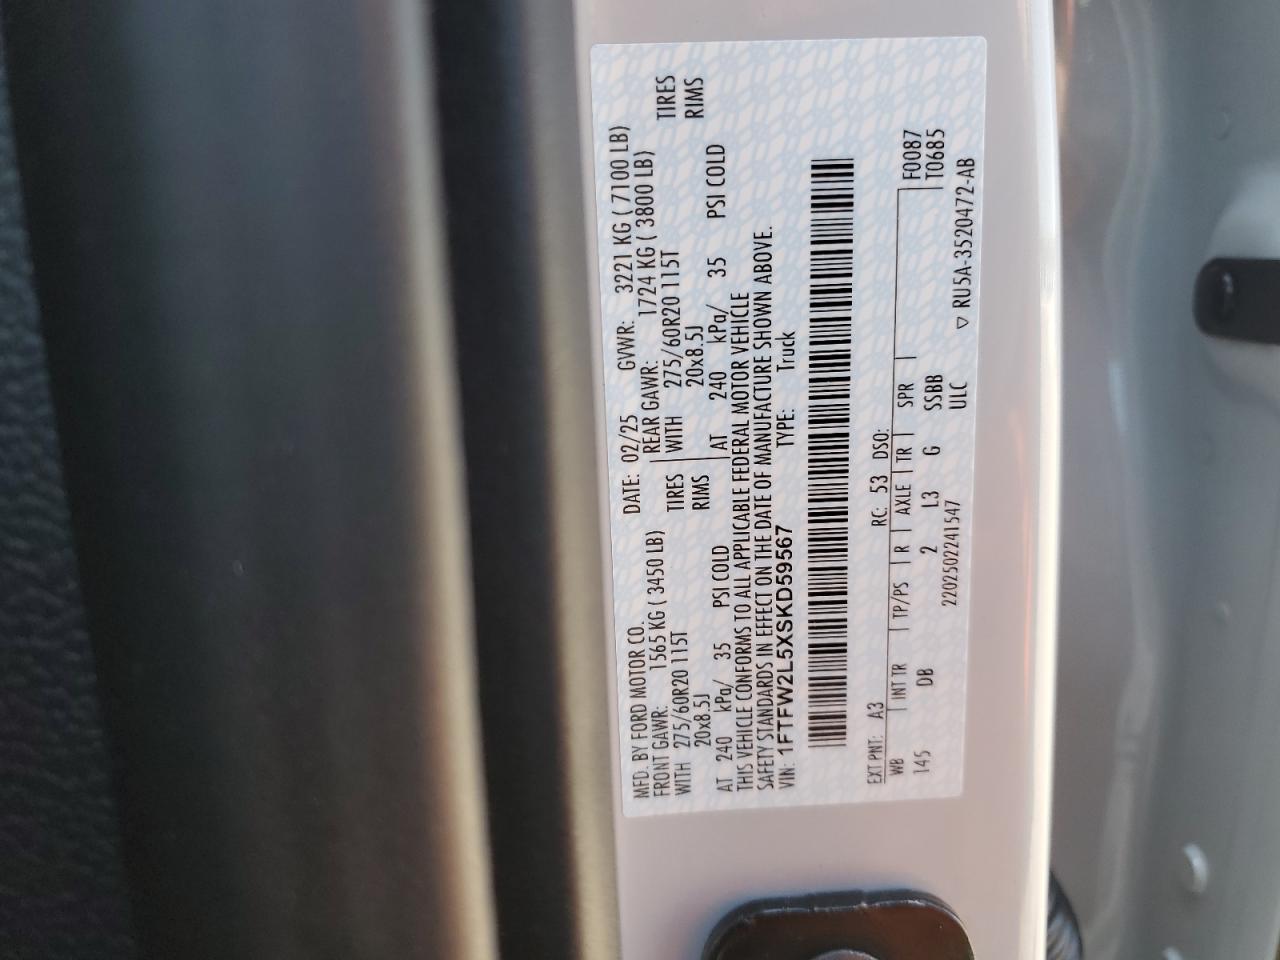 MFD. BY FORD MOTOR CO. DATE: 02/25 GVWR: 3221 KG ( 7100 LB)
FRONT GAWR: 1565 KG ( 3450 LB) REAR GAWR: 1724 KG ( 3800 LB)
WITH 275/60R20 115T TIRES WITH 275/60R20 115T TIRES
20x8.5J RIMS 20x8.5J RIMS
AT 240 kPa/ 35 PSI COLD AT 240 kPa/ 35 PSI COLD
THIS VEHICLE CONFORMS TO ALL APPLICABLE FEDERAL MOTOR VEHICLE
SAFETY STANDARDS IN EFFECT ON THE DATE OF MANUFACTURE SHOWN ABOVE.
VIN: 1FTFW2L5XSKD59567 TYPE: Truck
EXT PNT: A3 RC: 53 DSO:
WB INT TR TP/PS R AXLE TR SPR F0087
145 DB 2 L3 G SSBB T0685
2202502241547 ULC ▽ RU5A-3520472-AB